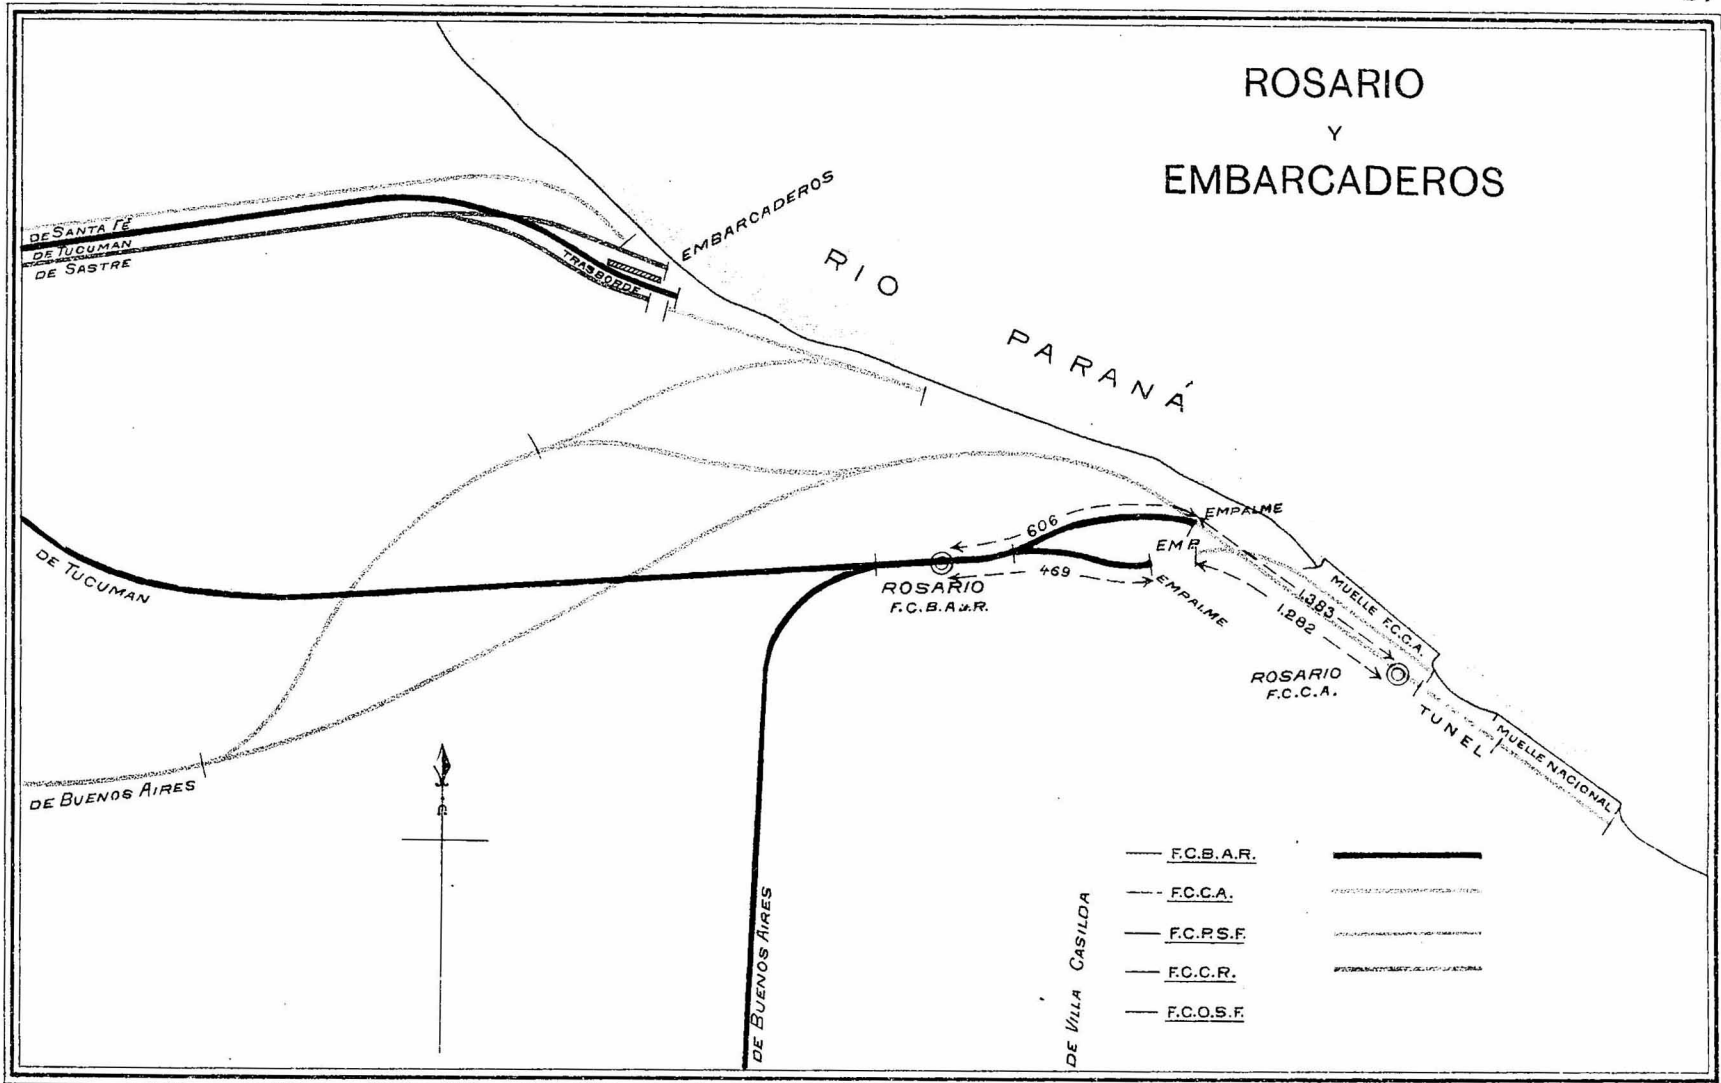 ROSARIO
Y
EMBARCADEROS
EMBARCADEROS
RIO PARANÁ
DE SANTA FÉ
DE TUCUMAN
DE SASTRE
TRASBORDE
606
EMPALME
EMP.
DE TUCUMAN
469
EMPALME
ROSARIO
F.C.B.A.&R.
MUELLE F.C.C.A.
1.383
1.282
ROSARIO
F.C.C.A.
TUNEL
MUELLE NACIONAL
DE BUENOS AIRES
DE BUENOS AIRES
DE VILLA CASILDA
F.C.B.A.R.
F.C.C.A.
F.C.P.S.F.
F.C.C.R.
F.C.O.S.F.